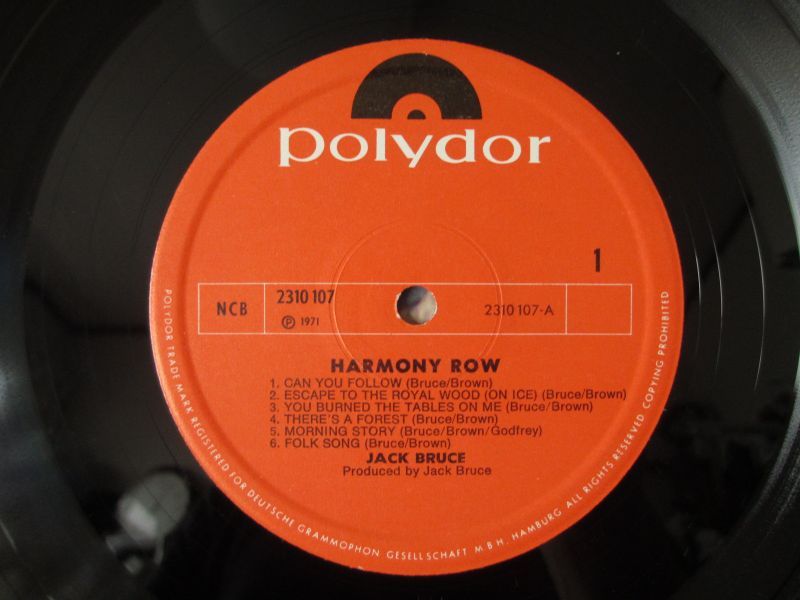 polydor
1
NCB
2310 107
℗ 1971
2310 107-A
HARMONY ROW
1. CAN YOU FOLLOW (Bruce/Brown)
2. ESCAPE TO THE ROYAL WOOD (ON ICE) (Bruce/Brown)
3. YOU BURNED THE TABLES ON ME (Bruce/Brown)
4. THERE'S A FOREST (Bruce/Brown)
5. MORNING STORY (Bruce/Brown/Godfrey)
6. FOLK SONG (Bruce/Brown)
JACK BRUCE
Produced by Jack Bruce
POLYDOR TRADE MARK REGISTERED FOR DEUTSCHE GRAMMOPHON GESELLSCHAFT M B H, HAMBURG ALL RIGHTS RESERVED COPYING PROHIBITED